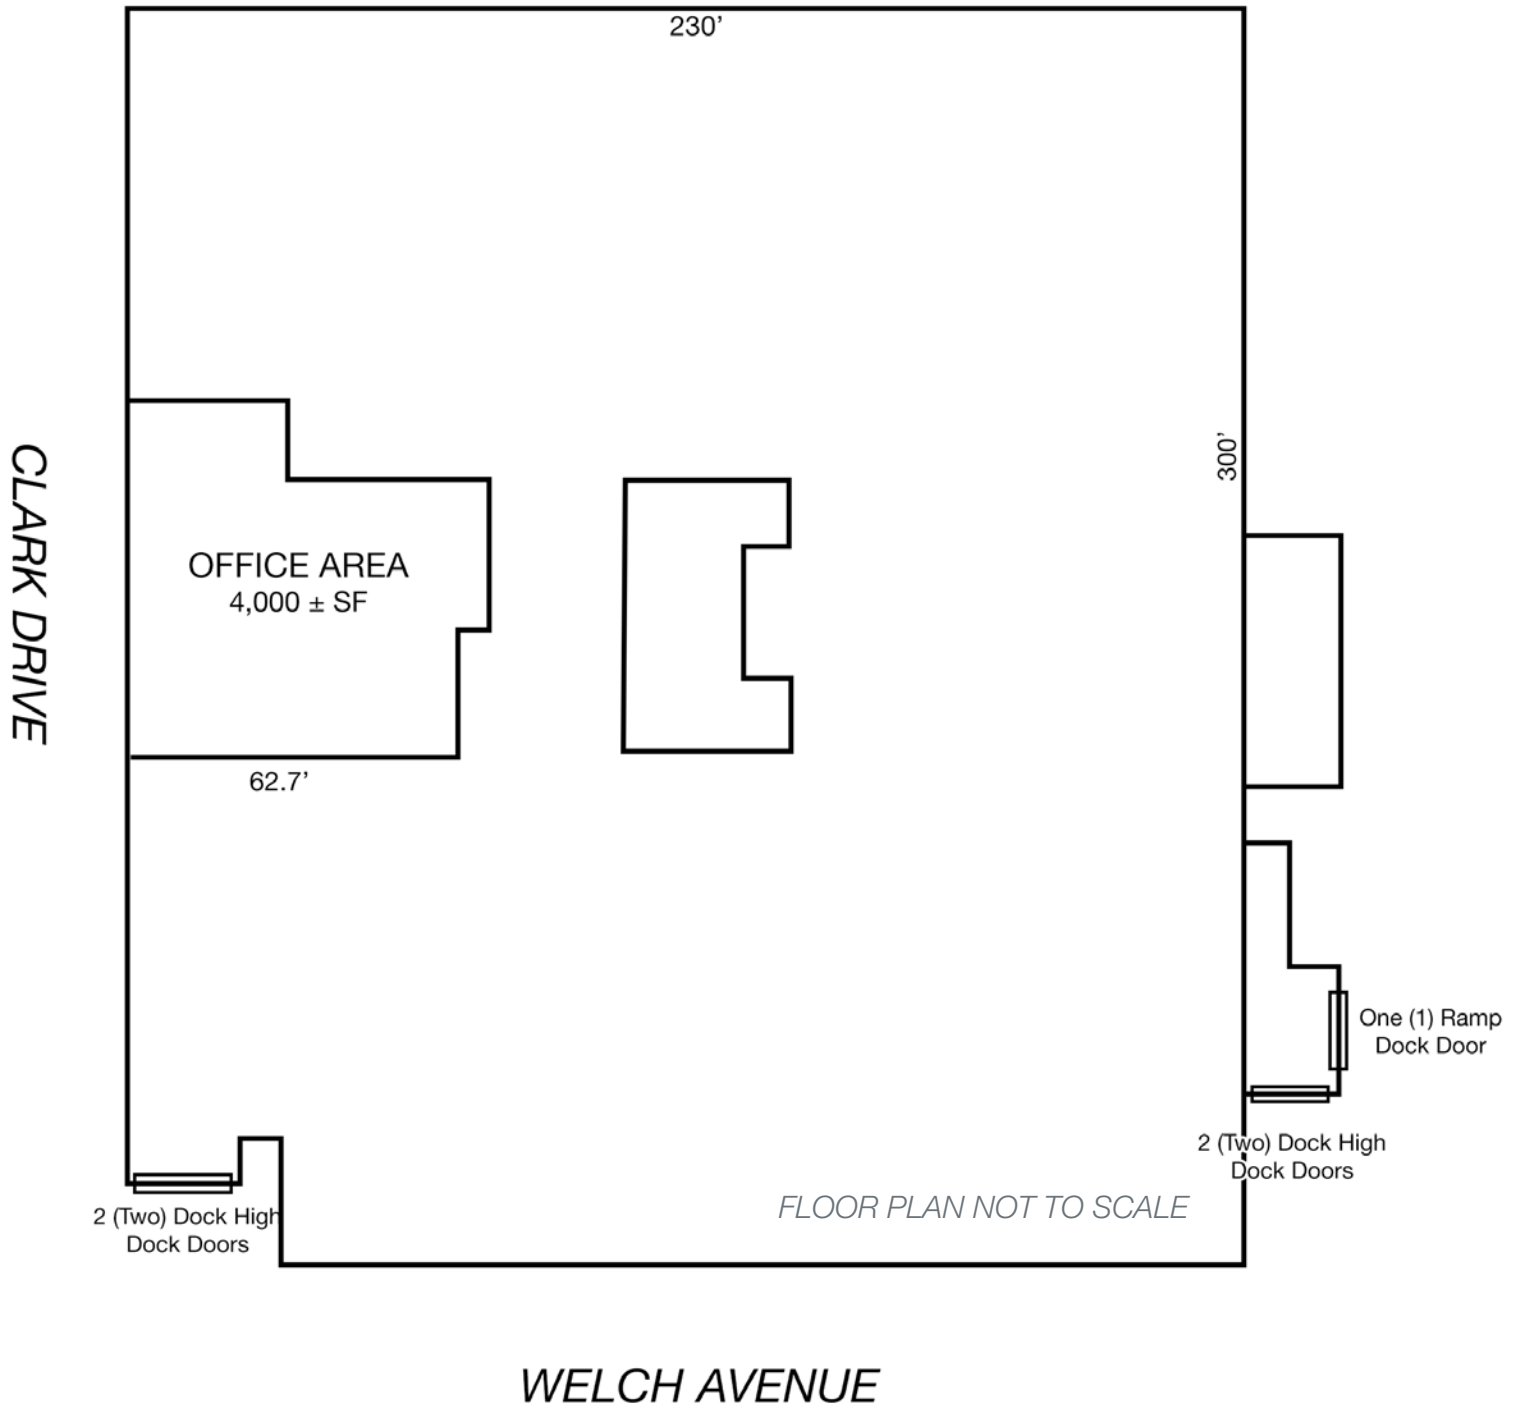 230’
300’
CLARK DRIVE
OFFICE AREA
4,000 ± SF
62.7’
One (1) Ramp
Dock Door
2 (Two) Dock High
Dock Doors
2 (Two) Dock High
Dock Doors
FLOOR PLAN NOT TO SCALE
WELCH AVENUE